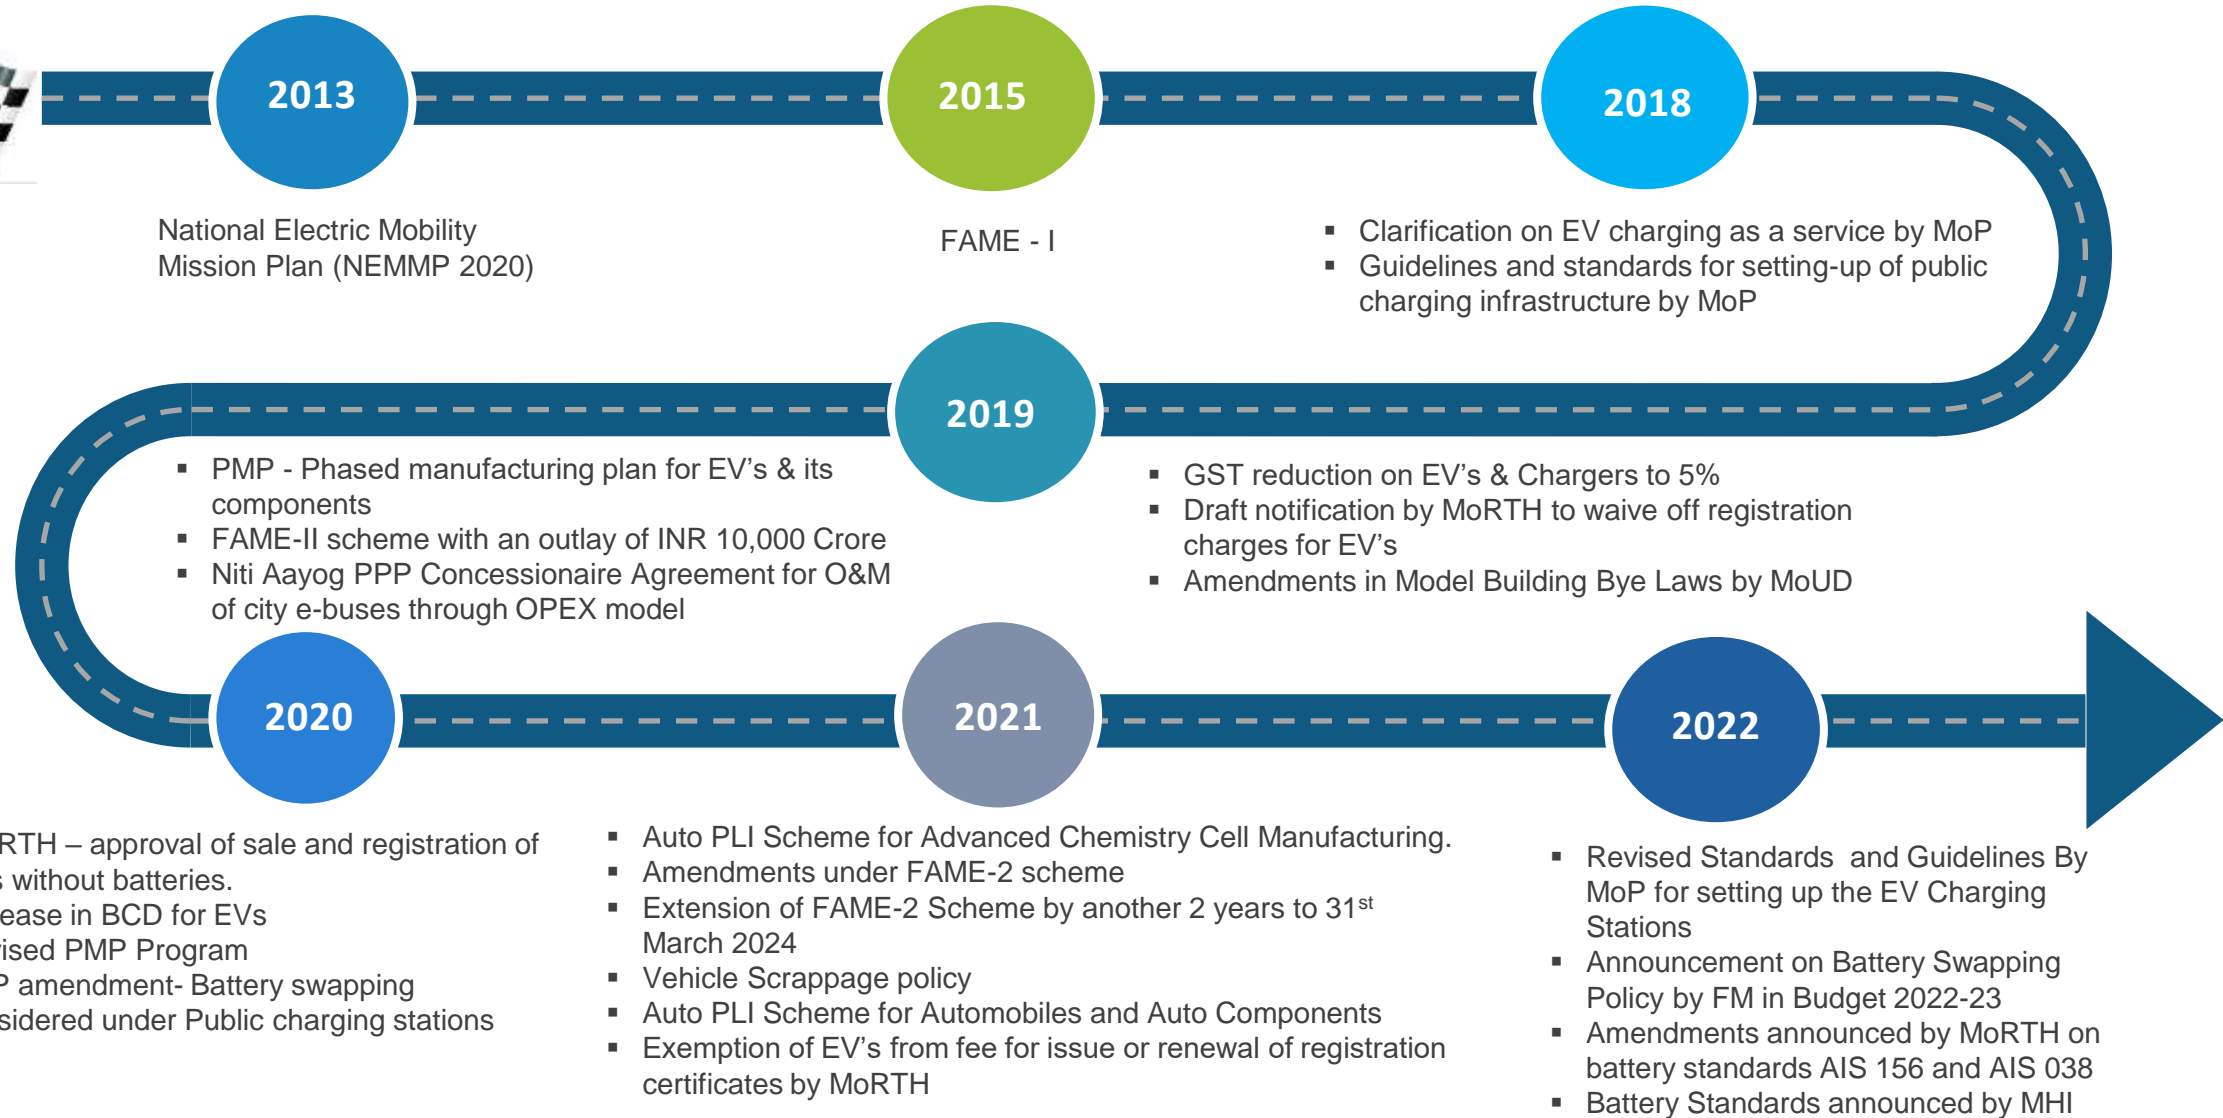 2013
2015
2018
National Electric Mobility
Mission Plan (NEMMP 2020)
FAME - I
▪ Clarification on EV charging as a service by MoP
▪ Guidelines and standards for setting-up of public
charging infrastructure by MoP
2019
▪ PMP - Phased manufacturing plan for EV’s & its
components
▪ FAME-II scheme with an outlay of INR 10,000 Crore
▪ Niti Aayog PPP Concessionaire Agreement for O&M
of city e-buses through OPEX model
▪ GST reduction on EV’s & Chargers to 5%
▪ Draft notification by MoRTH to waive off registration
charges for EV’s
▪ Amendments in Model Building Bye Laws by MoUD
2020
2021
2022
RTH – approval of sale and registration of
s without batteries.
ease in BCD for EVs
ised PMP Program
P amendment- Battery swapping
sidered under Public charging stations
▪ Auto PLI Scheme for Advanced Chemistry Cell Manufacturing.
▪ Amendments under FAME-2 scheme
▪ Extension of FAME-2 Scheme by another 2 years to 31st
March 2024
▪ Vehicle Scrappage policy
▪ Auto PLI Scheme for Automobiles and Auto Components
▪ Exemption of EV’s from fee for issue or renewal of registration
certificates by MoRTH
▪ Revised Standards and Guidelines By
MoP for setting up the EV Charging
Stations
▪ Announcement on Battery Swapping
Policy by FM in Budget 2022-23
▪ Amendments announced by MoRTH on
battery standards AIS 156 and AIS 038
▪ Battery Standards announced by MHI